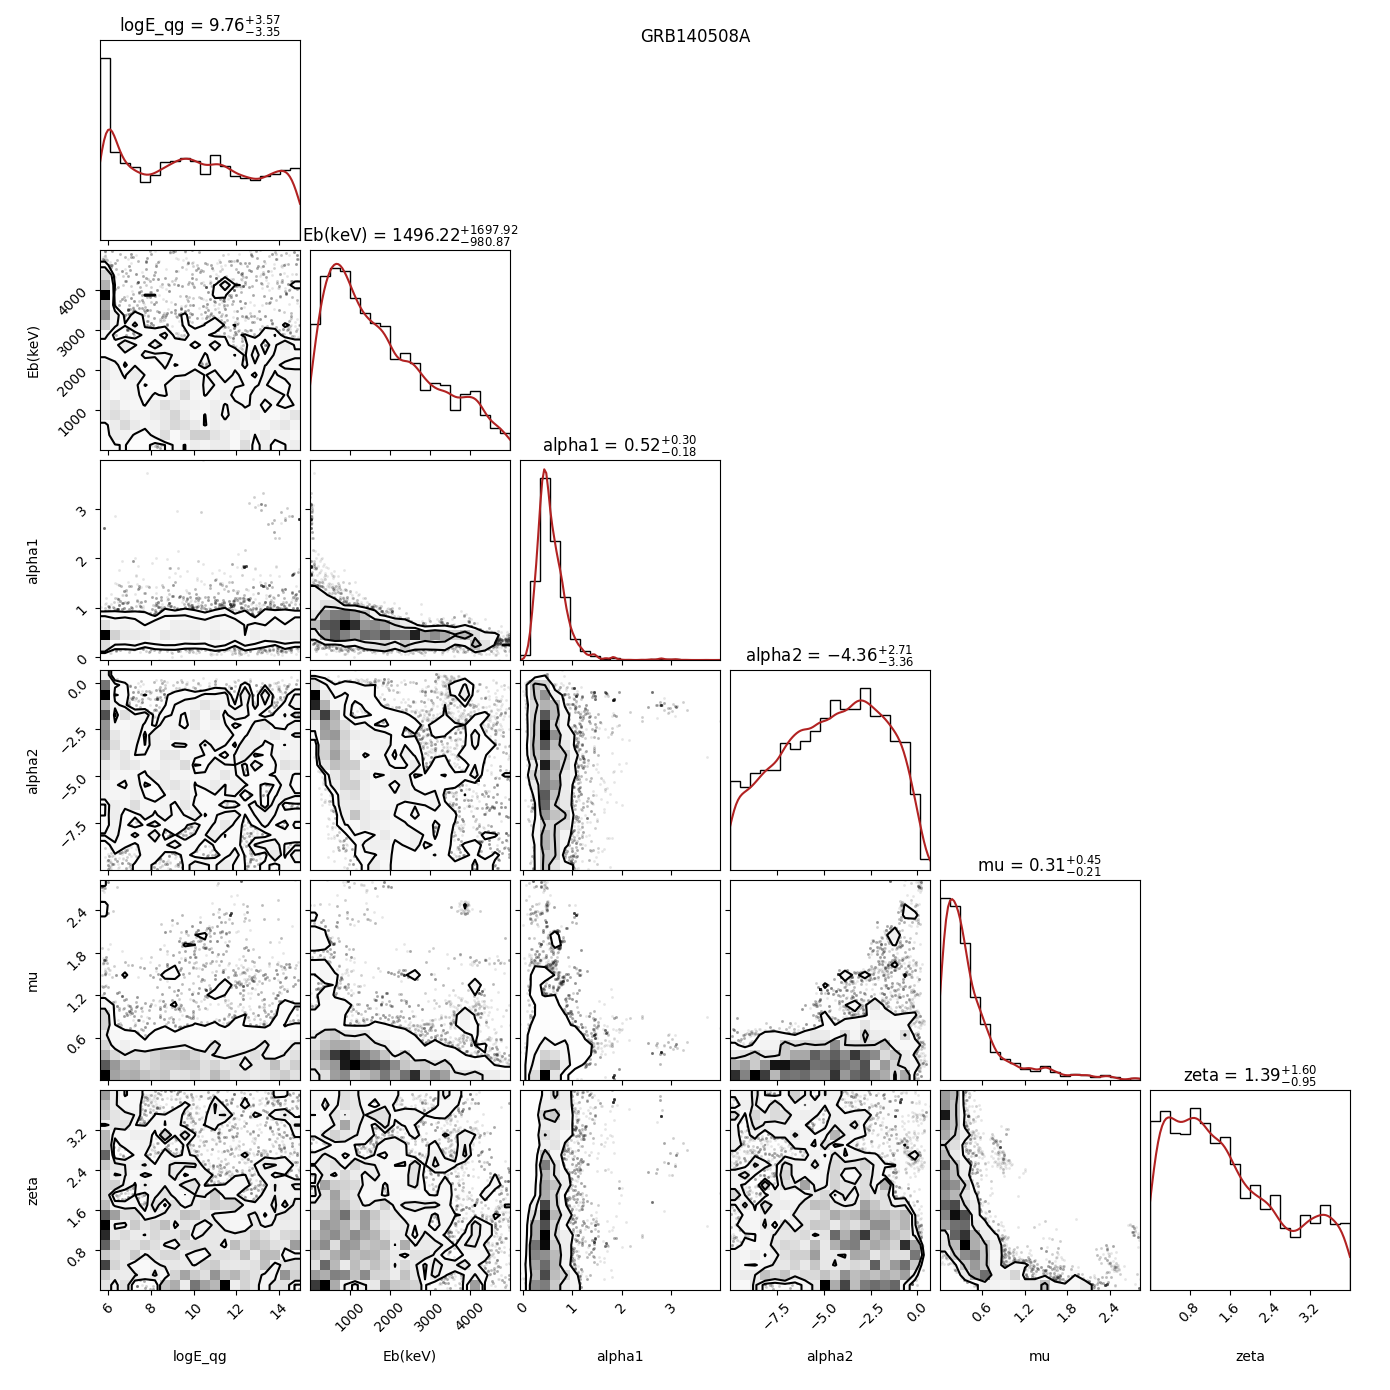 GRB140508A
logE_qg = 9.76 +3.57 −3.35
Eb(keV) = 1496.22 +1697.92 −980.87
alpha1 = 0.52 +0.30 −0.18
alpha2 = −4.36 +2.71 −3.36
mu = 0.31 +0.45 −0.21
zeta = 1.39 +1.60 −0.95
Eb(keV)
4000
3000
2000
1000
alpha1
3
2
1
0
alpha2
0.0
−2.5
−5.0
−7.5
mu
2.4
1.8
1.2
0.6
zeta
3.2
2.4
1.6
0.8
6 8 10 12 14
1000 2000 3000 4000
0 1 2 3
−7.5 −5.0 −2.5 0.0
0.6 1.2 1.8 2.4
0.8 1.6 2.4 3.2
logE_qg Eb(keV) alpha1 alpha2 mu zeta